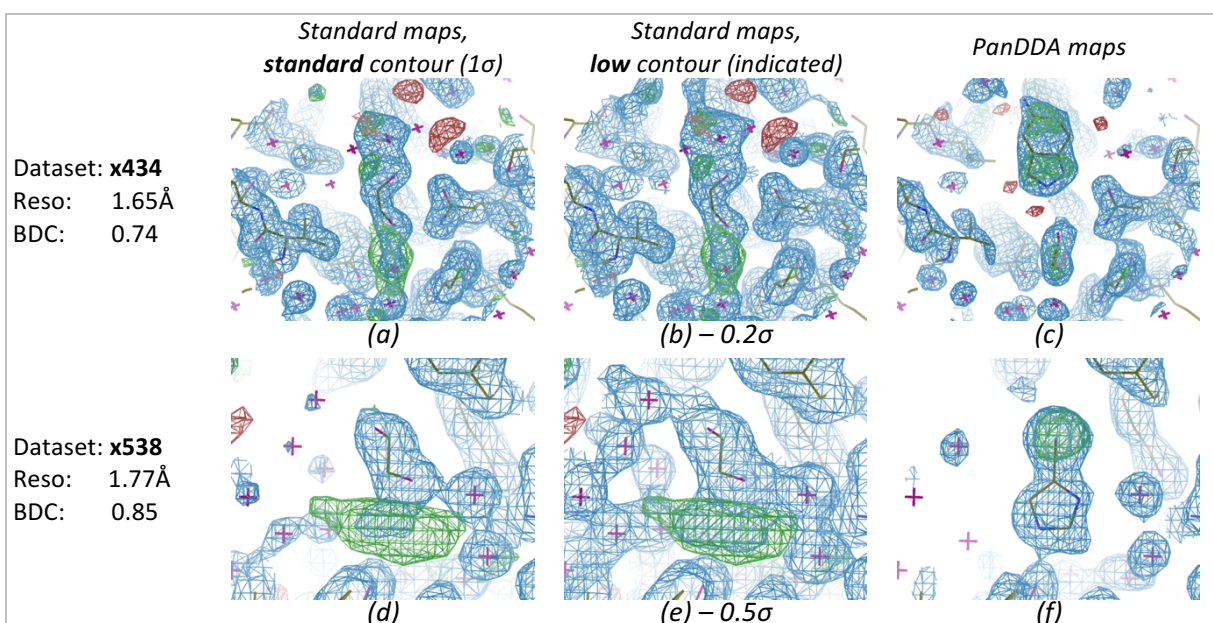 Standard maps,
standard contour (1σ)
Standard maps,
low contour (indicated)
PanDDA maps
Dataset: x434
Reso: 1.65Å
BDC: 0.74
(a)
(b) – 0.2σ
(c)
Dataset: x538
Reso: 1.77Å
BDC: 0.85
(d)
(e) – 0.5σ
(f)